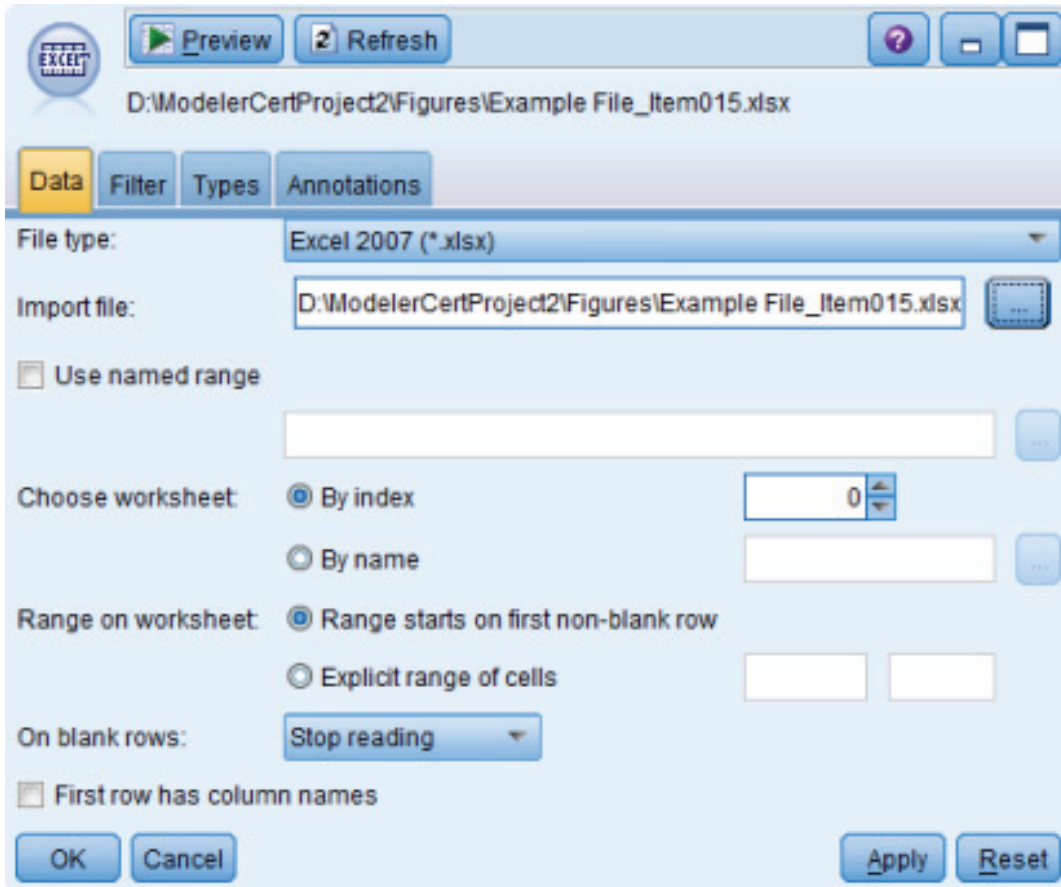 EXCEL
Preview
2 Refresh
?
D:\ModelerCertProject2\Figures\Example File_Item015.xlsx
Data Filter Types Annotations
File type: Excel 2007 (*.xlsx)
Import file: D:\ModelerCertProject2\Figures\Example File_Item015.xlsx ...
Use named range
...
Choose worksheet: By index 0
By name ...
Range on worksheet: Range starts on first non-blank row
Explicit range of cells
On blank rows: Stop reading
First row has column names
OK Cancel Apply Reset